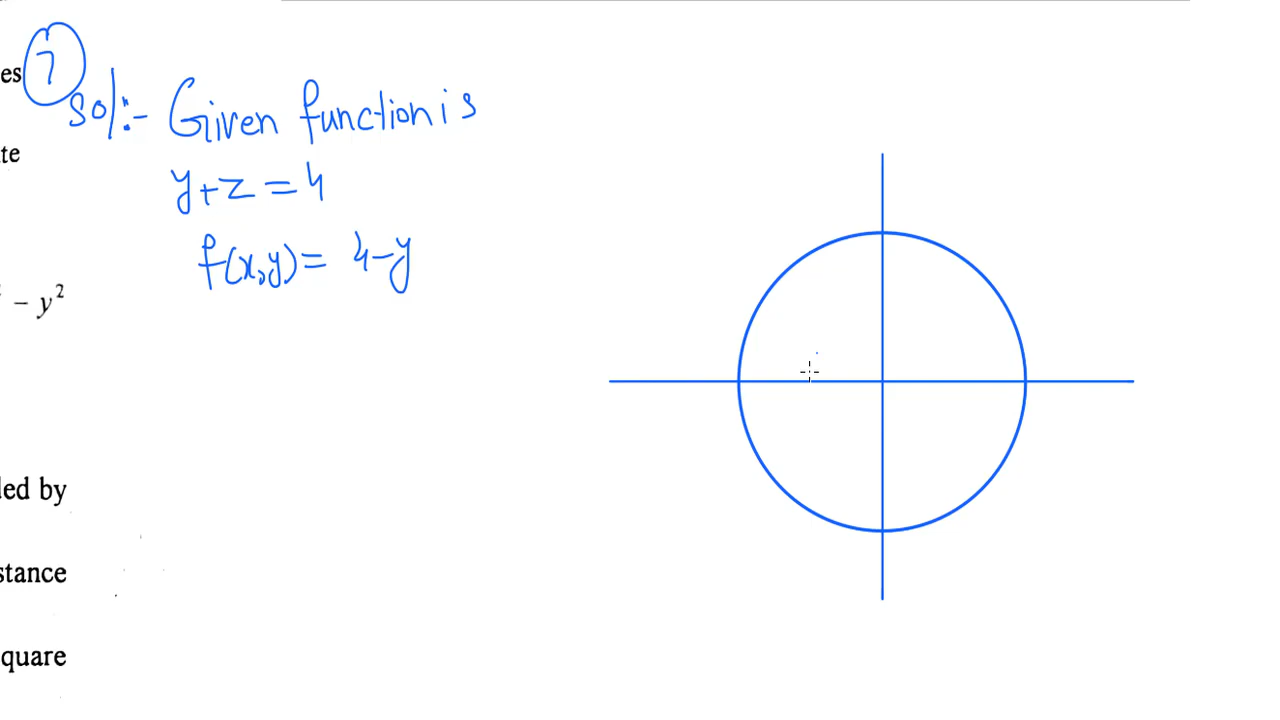 es
7
Sol:- Given function is
te
y+z=4
f(x,y)= 4-y
- y²
led by
stance
quare